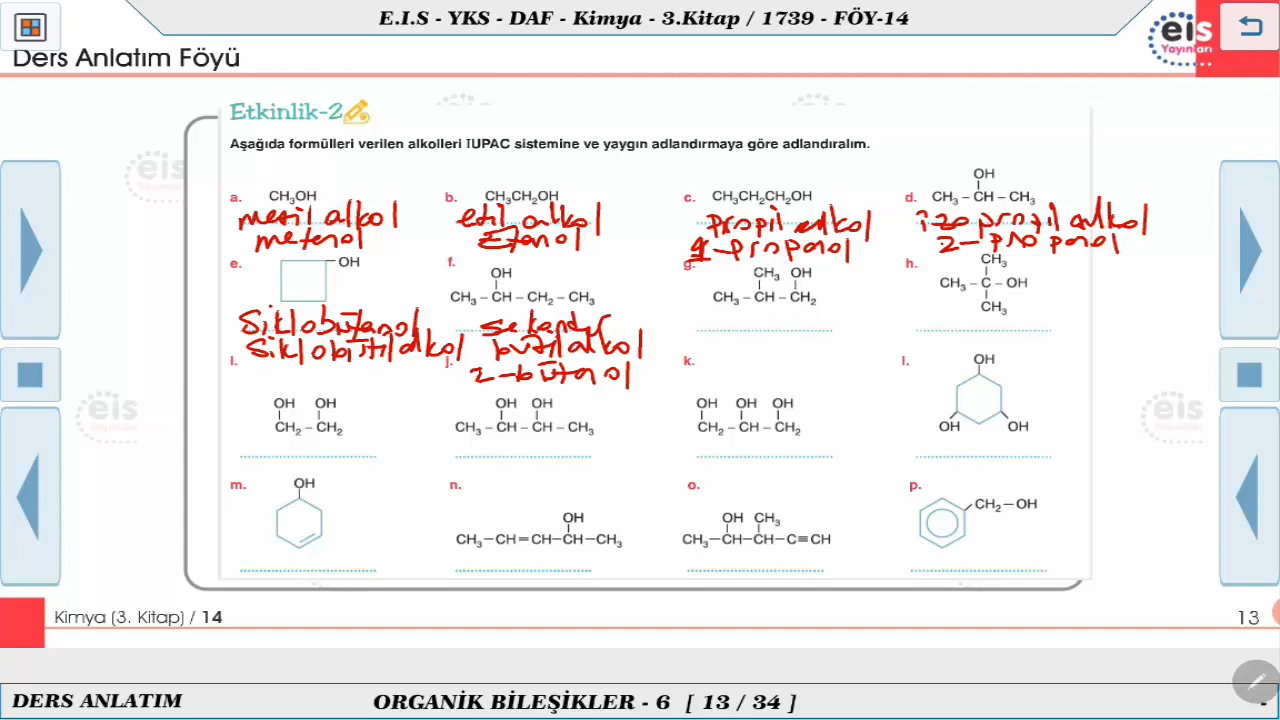 E.I.S - YKS - DAF - Kimya - 3.Kitap / 1739 - FÖY-14
eis
Yayınları
Ders Anlatım Föyü
Etkinlik-2
Aşağıda formülleri verilen alkolleri IUPAC sistemine ve yaygın adlandırmaya göre adlandıralım.
a. CH₃OH
metil alkol
metanol
b. CH₃CH₂OH
etil alkol
Etanol
c. CH₃CH₂CH₂OH
propil alkol
1-propanol
d. OH
CH₃ – CH – CH₃
izo propil alkol
2-propanol
e. OH
Siklobütanol
Siklobütil alkol
f. OH
CH₃ – CH – CH₂ – CH₃
sekonder
bütil alkol
2-bütanol
g. CH₃ OH
CH₃ – CH – CH₂
h. CH₃
CH₃ – C – OH
CH₃
I. OH OH
CH₂ – CH₂
j. OH OH
CH₃ – CH – CH – CH₃
k. OH OH OH
CH₂ – CH – CH₂
l. OH
OH OH
m. OH
n. OH
CH₃–CH=CH–CH–CH₃
o. OH CH₃
CH₃–CH–CH–C≡CH
p. CH₂–OH
Kimya (3. Kitap) / 14
13
DERS ANLATIM
ORGANİK BİLEŞİKLER - 6 [ 13 / 34 ]